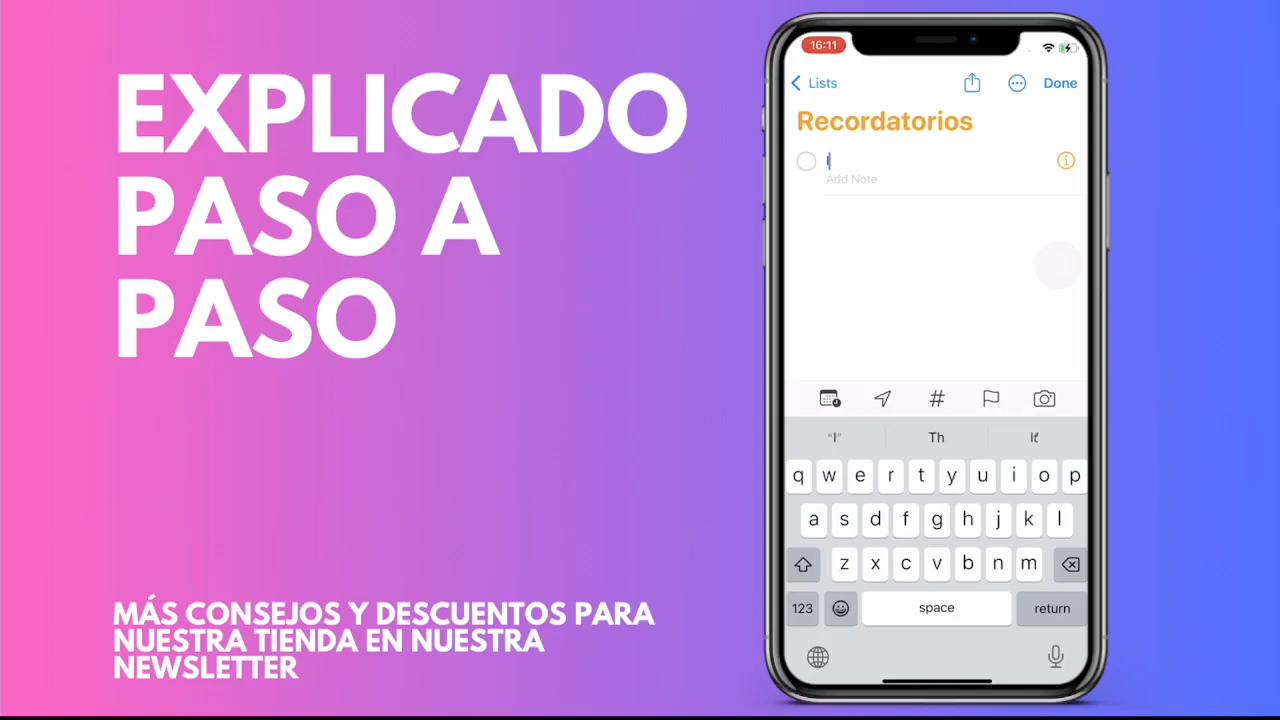 EXPLICADO
PASO A
PASO
MÁS CONSEJOS Y DESCUENTOS PARA
NUESTRA TIENDA EN NUESTRA
NEWSLETTER
16:11
Lists
Done
Recordatorios
I
Add Note
"I" Th If
q w e r t y u i o p
a s d f g h j k l
z x c v b n m
123 space return